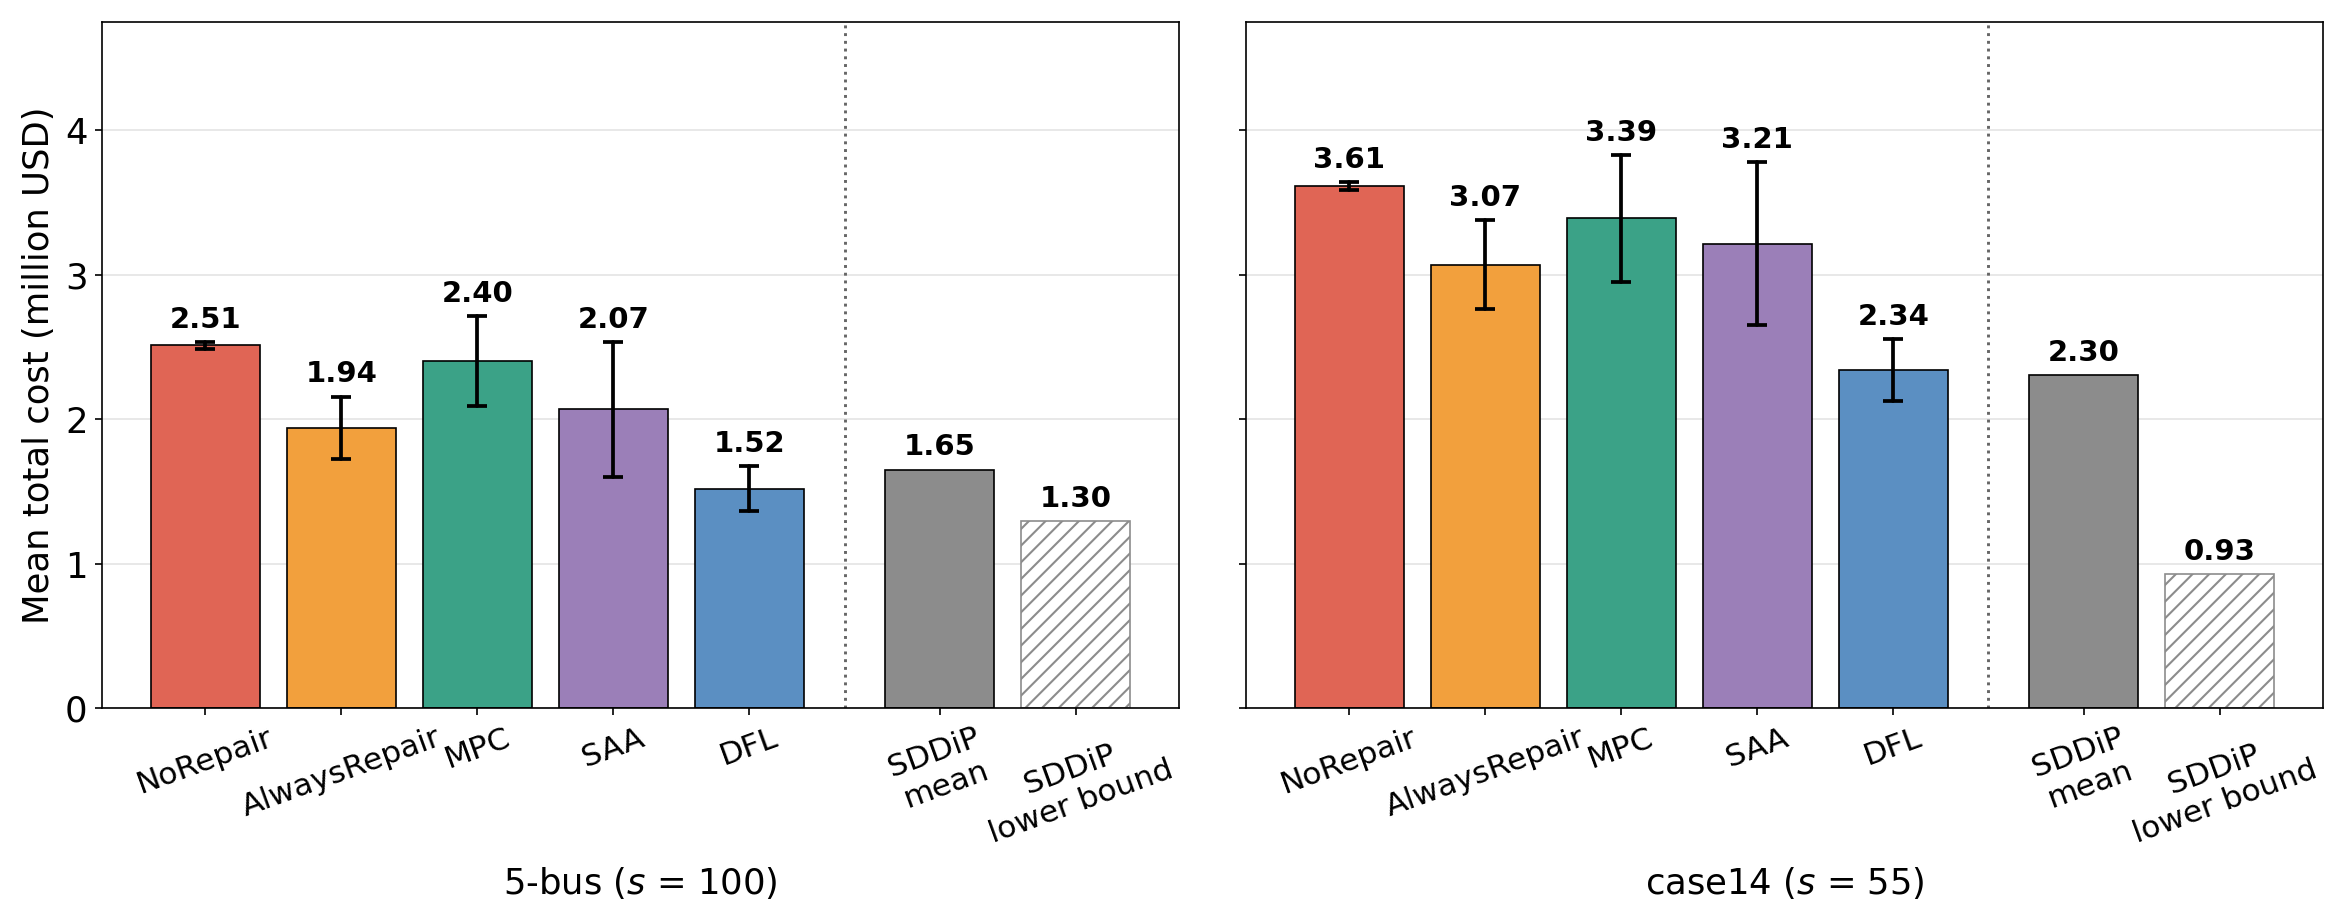 Mean total cost (million USD)
4
3
2
1
0
2.51
1.94
2.40
2.07
1.52
1.65
1.30
NoRepair
AlwaysRepair
MPC
SAA
DFL
SDDiP
mean
SDDiP
lower bound
5-bus (s = 100)
3.61
3.07
3.39
3.21
2.34
2.30
0.93
NoRepair
AlwaysRepair
MPC
SAA
DFL
SDDiP
mean
SDDiP
lower bound
case14 (s = 55)